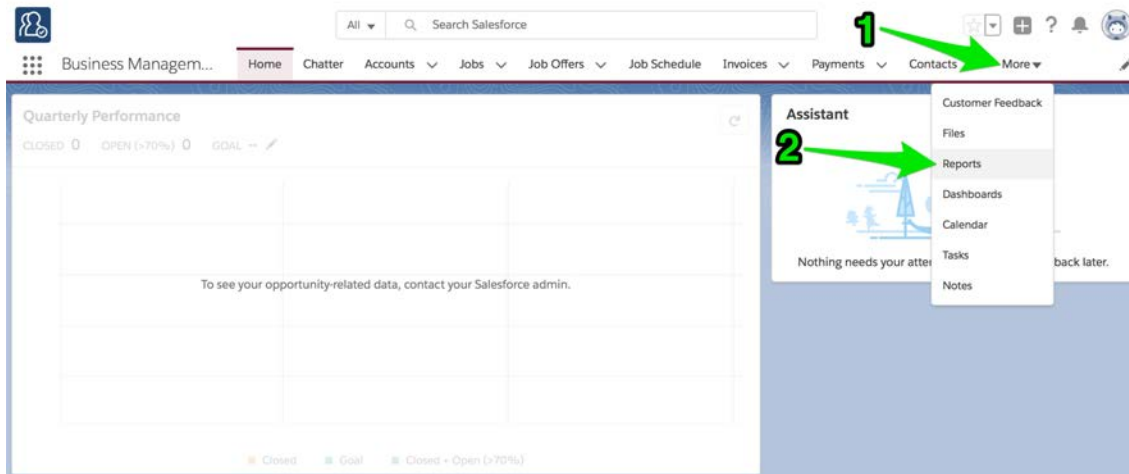 All Search Salesforce
1
Business Managem... Home Chatter Accounts Jobs Job Offers Job Schedule Invoices Payments Contacts More
Quarterly Performance
CLOSED 0 OPEN (>70%) 0 GOAL --
To see your opportunity-related data, contact your Salesforce admin.
Closed Goal Closed + Open (>70%)
Assistant
2
Nothing needs your atte
back later.
Customer Feedback
Files
Reports
Dashboards
Calendar
Tasks
Notes